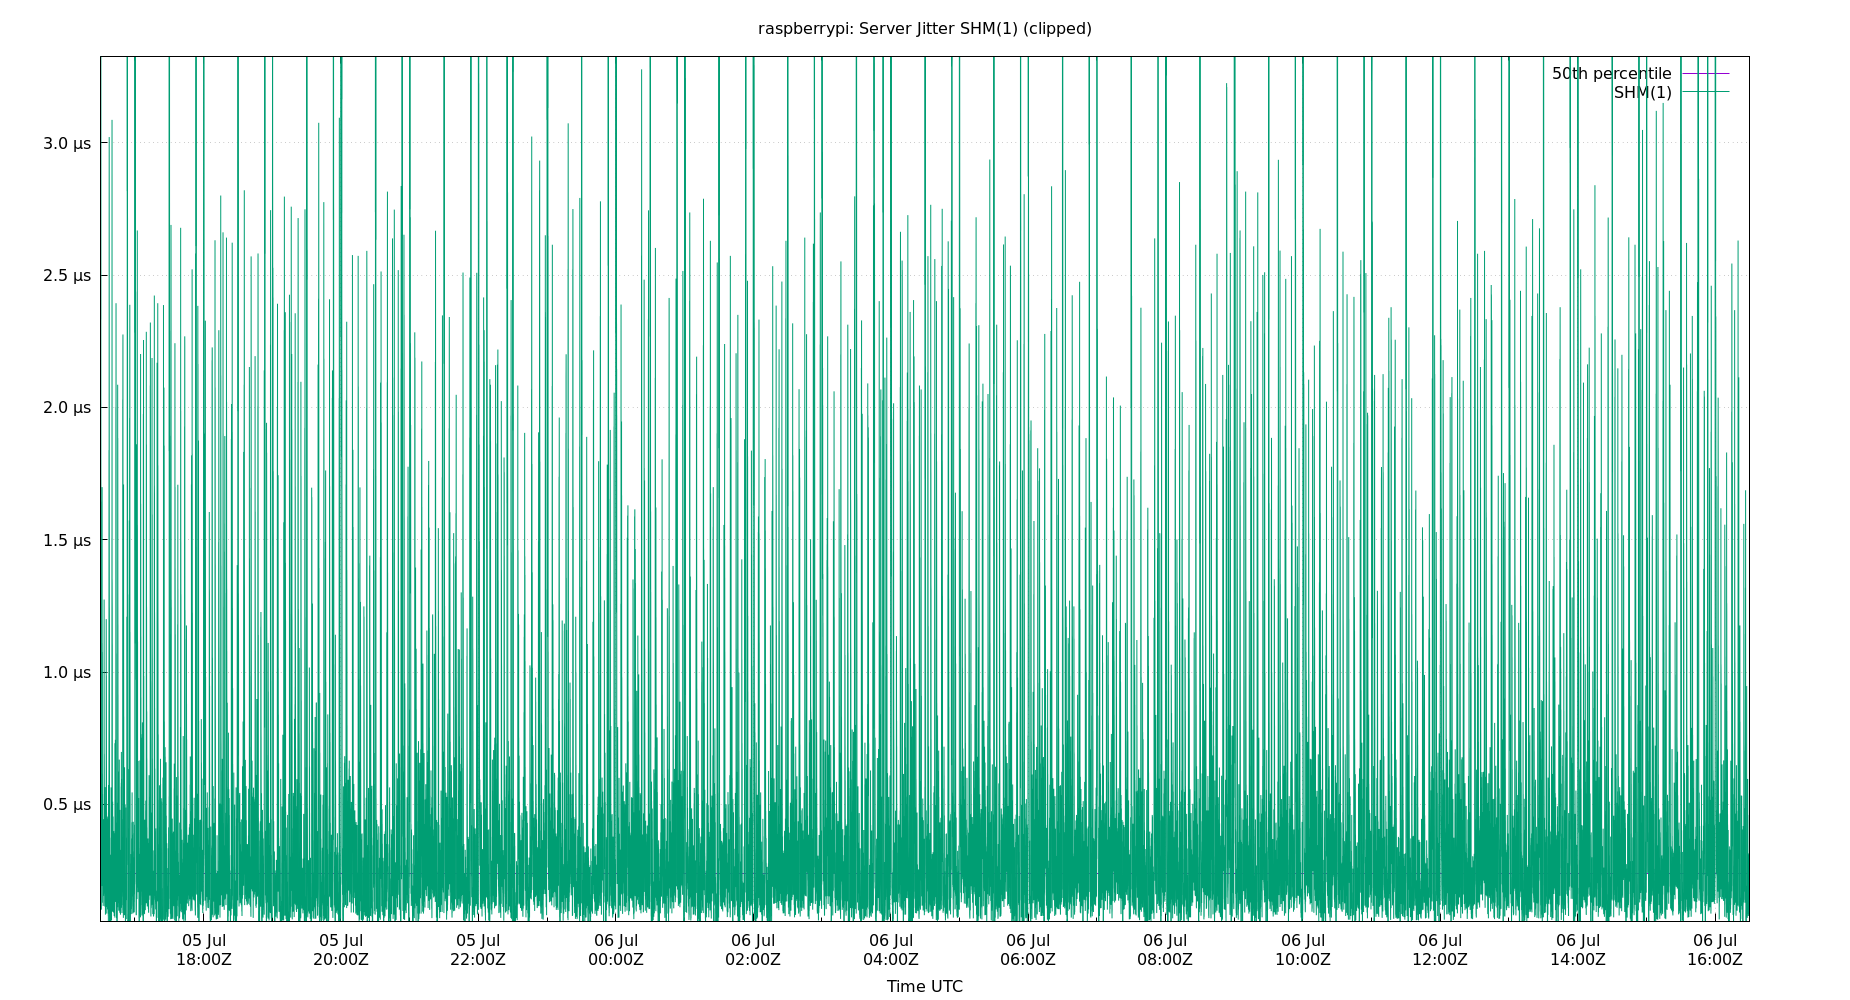 raspberrypi: Server Jitter SHM(1) (clipped)
50th percentile
SHM(1)
3.0 µs
2.5 µs
2.0 µs
1.5 µs
1.0 µs
0.5 µs
05 Jul 05 Jul 05 Jul 06 Jul 06 Jul 06 Jul 06 Jul 06 Jul 06 Jul 06 Jul 06 Jul 06 Jul
18:00Z 20:00Z 22:00Z 00:00Z 02:00Z 04:00Z 06:00Z 08:00Z 10:00Z 12:00Z 14:00Z 16:00Z
Time UTC